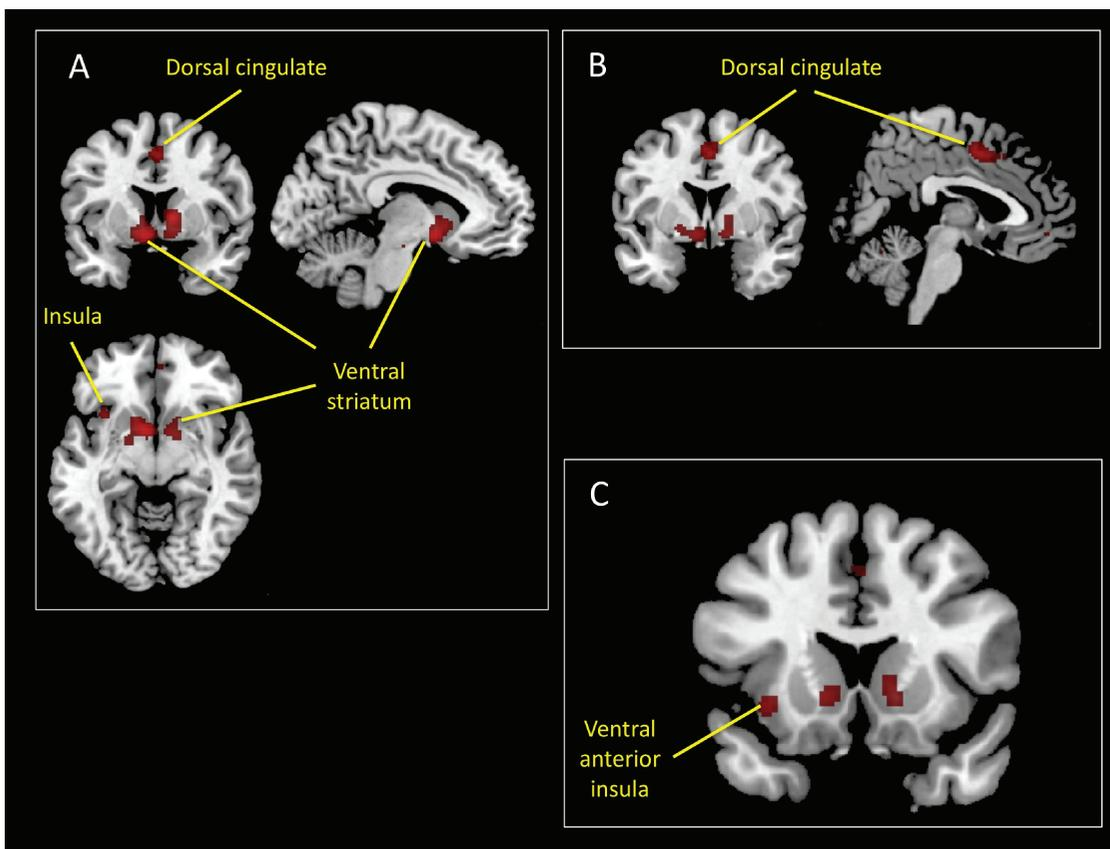 A
Dorsal cingulate
Insula
Ventral
striatum
B
Dorsal cingulate
C
Ventral
anterior
insula